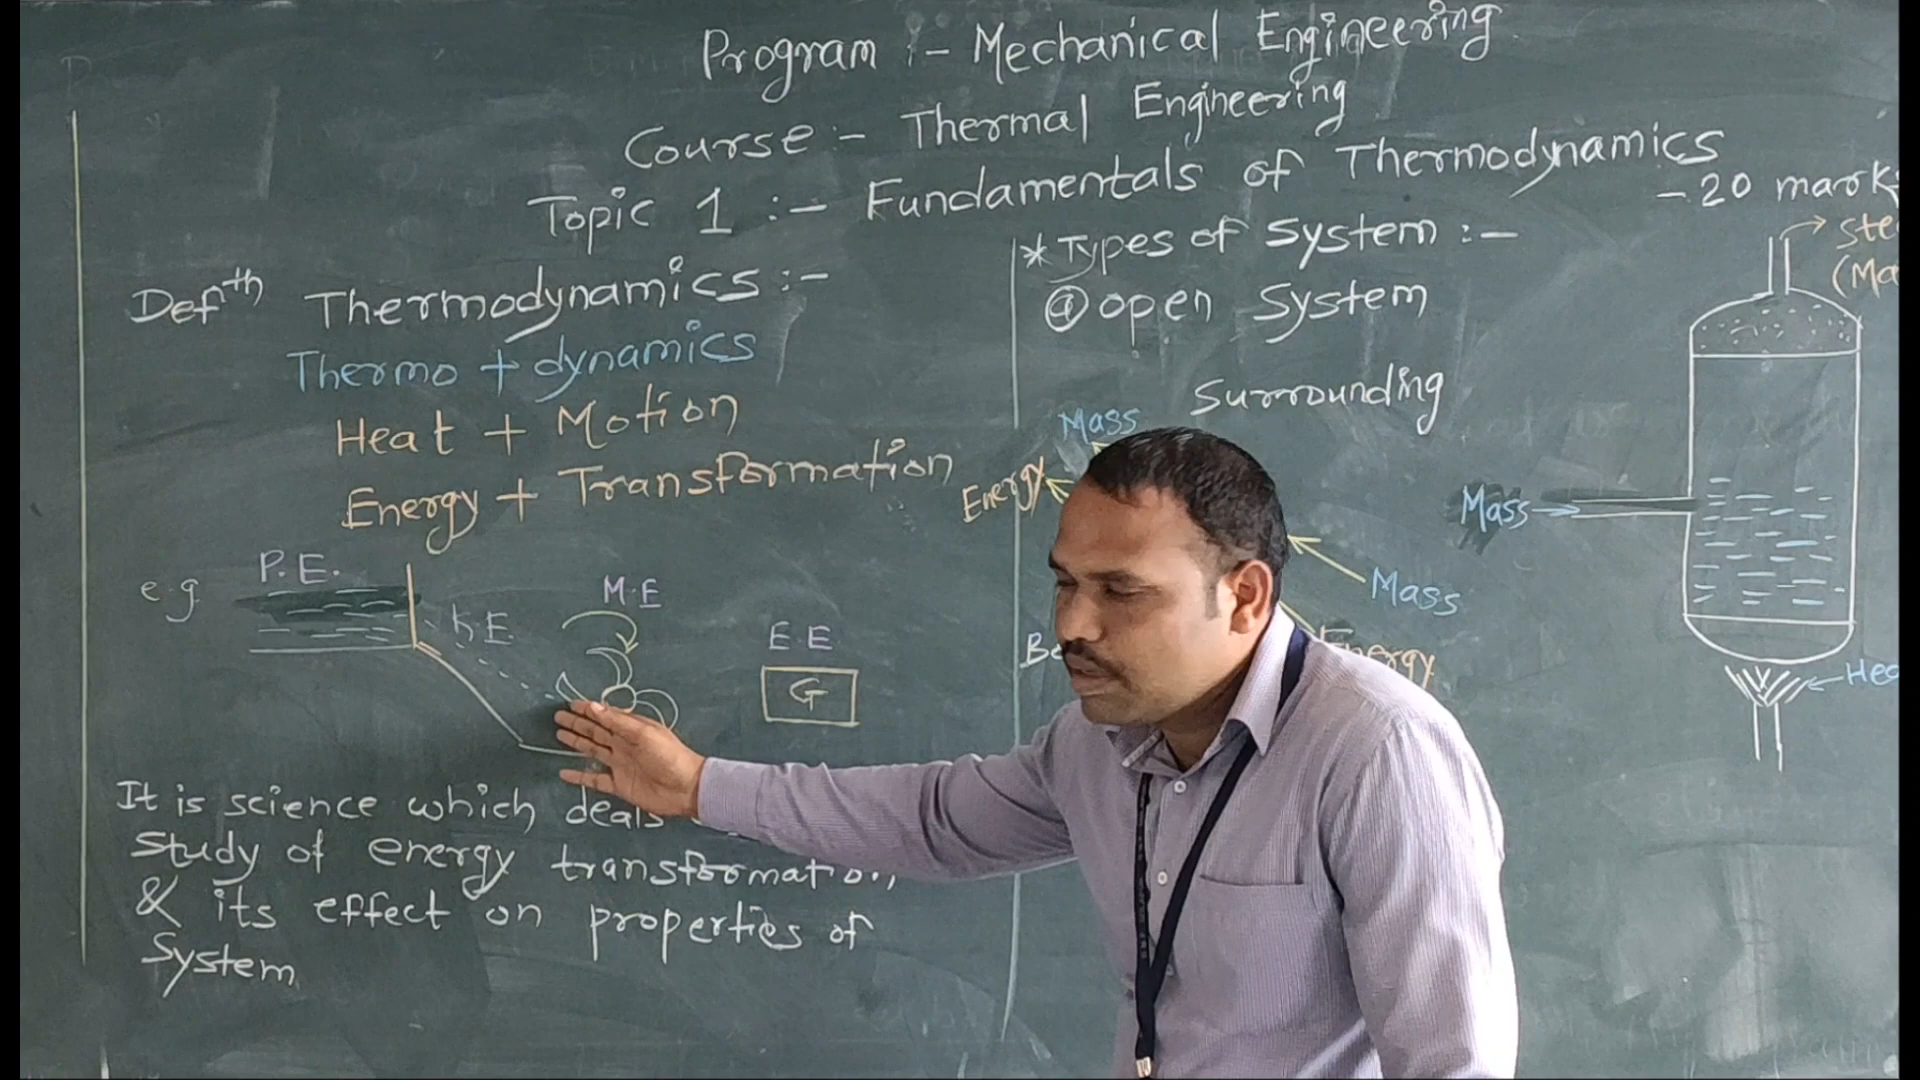 Program :- Mechanical Engineering
Course :- Thermal Engineering
Topic 1 :- Fundamentals of Thermodynamics
- 20 mark
Defth Thermodynamics :-
Thermo + dynamics
Heat + Motion
Energy + Transformation
e.g
P.E.
K.E.
M.E
E E
G
It is science which deals
study of energy transformation,
& its effect on properties of
System
* Types of System :-
@ open System
Surrounding
Mass
Energy
Mass
Energy
Mass